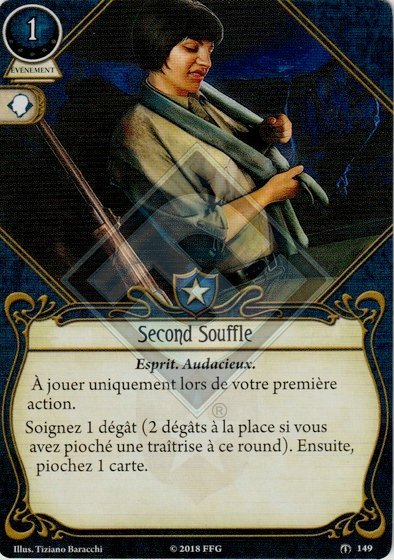 1
ÉVÉNEMENT
Second Souffle
Esprit. Audacieux.
À jouer uniquement lors de votre première
action.
Soignez 1 dégât (2 dégâts à la place si vous
avez pioché une traîtrise à ce round). Ensuite,
piochez 1 carte.
®
Illus. Tiziano Baracchi © 2018 FFG 149